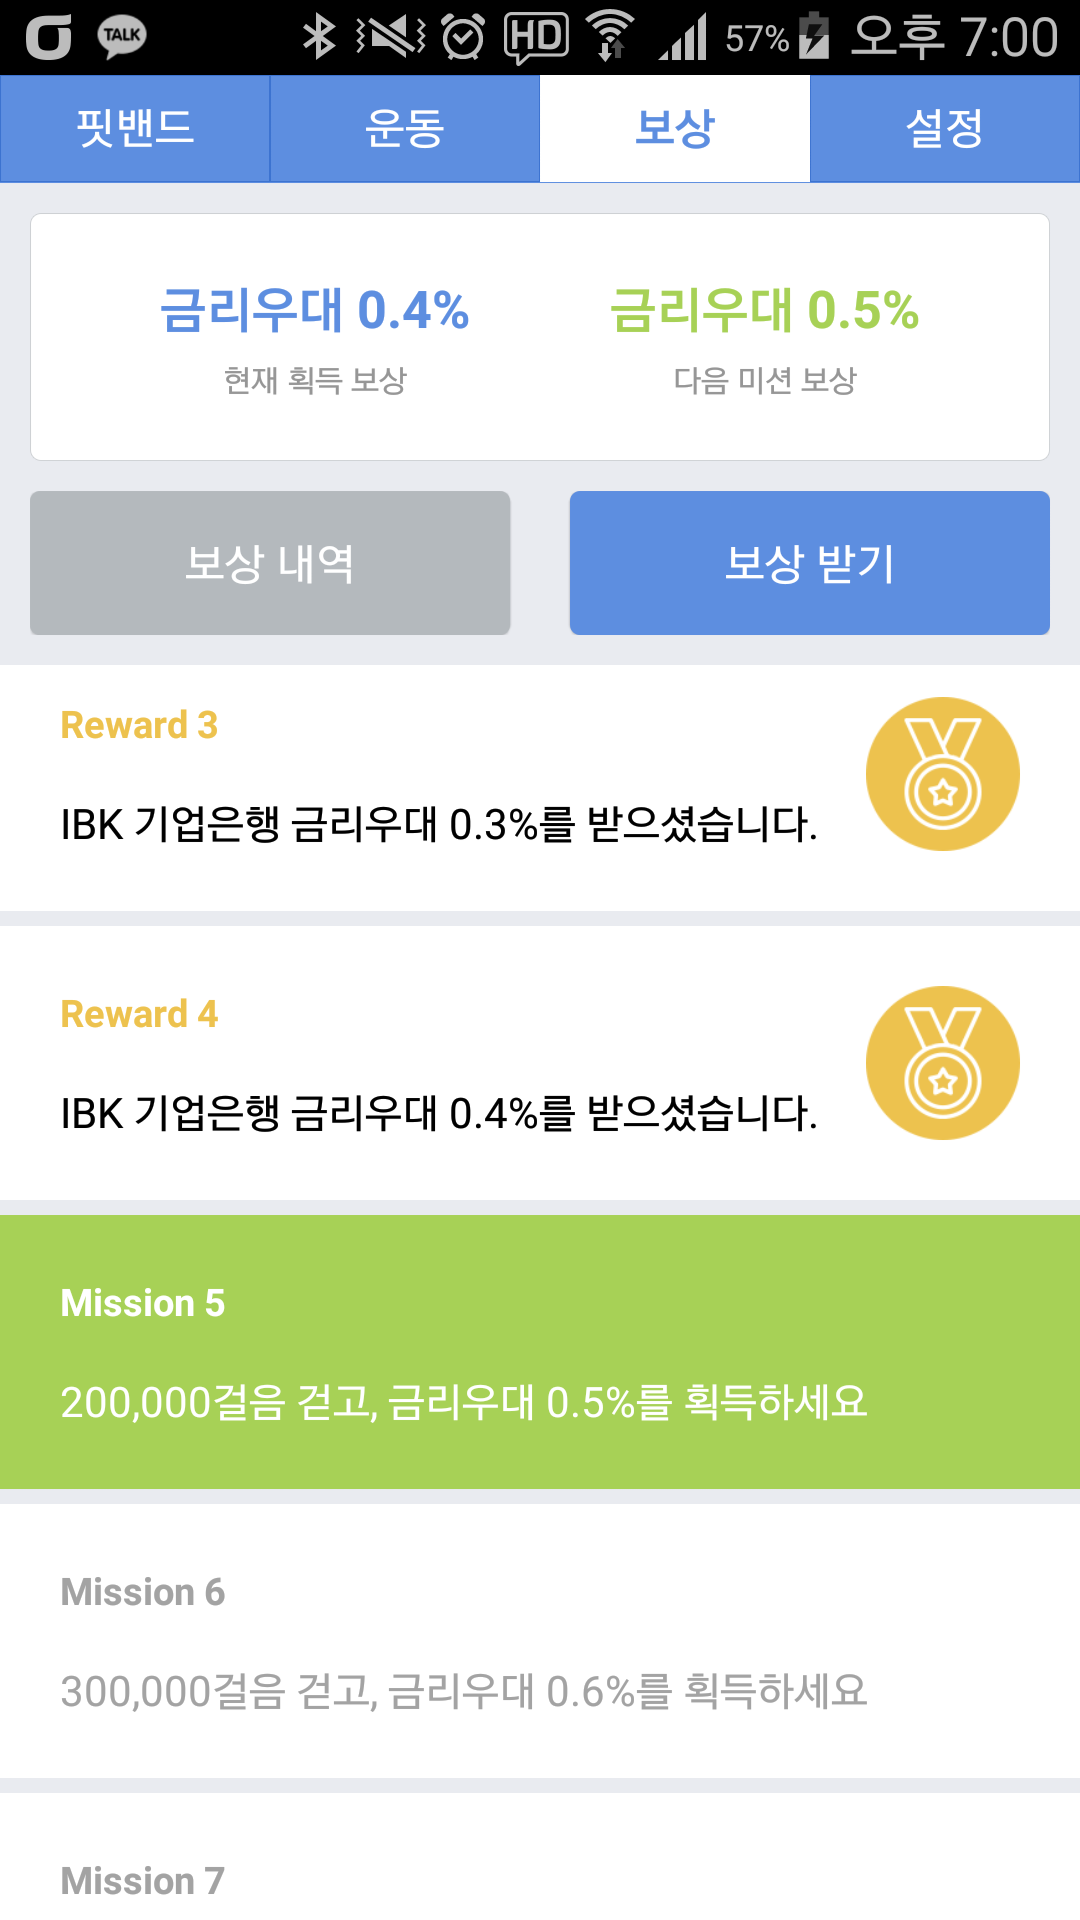 TALK HD 57% 오후 7:00
핏밴드 운동 보상 설정
금리우대 0.4% 금리우대 0.5%
현재 획득 보상 다음 미션 보상
보상 내역 보상 받기
Reward 3
IBK 기업은행 금리우대 0.3%를 받으셨습니다.
Reward 4
IBK 기업은행 금리우대 0.4%를 받으셨습니다.
Mission 5
200,000걸음 걷고, 금리우대 0.5%를 획득하세요
Mission 6
300,000걸음 걷고, 금리우대 0.6%를 획득하세요
Mission 7